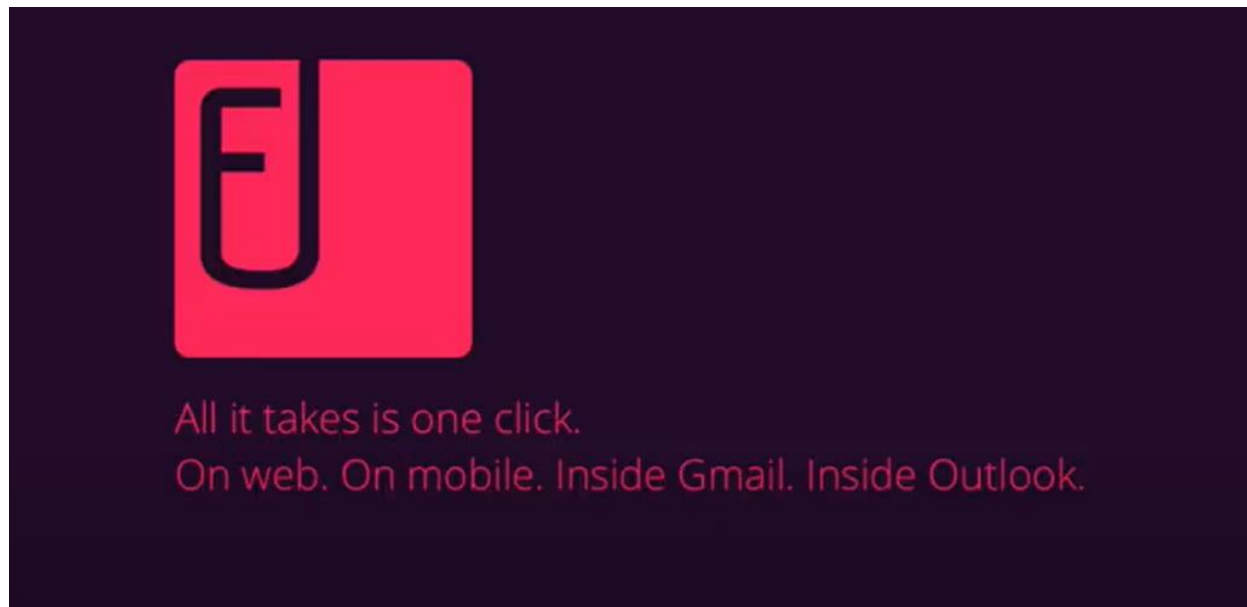 All it takes is one click.
On web. On mobile. Inside Gmail. Inside Outlook.